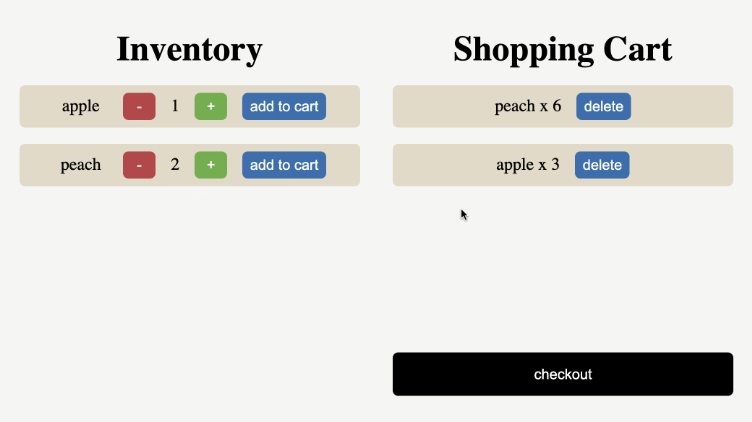 Inventory
apple - 1 + add to cart
peach - 2 + add to cart
Shopping Cart
peach x 6 delete
apple x 3 delete
checkout